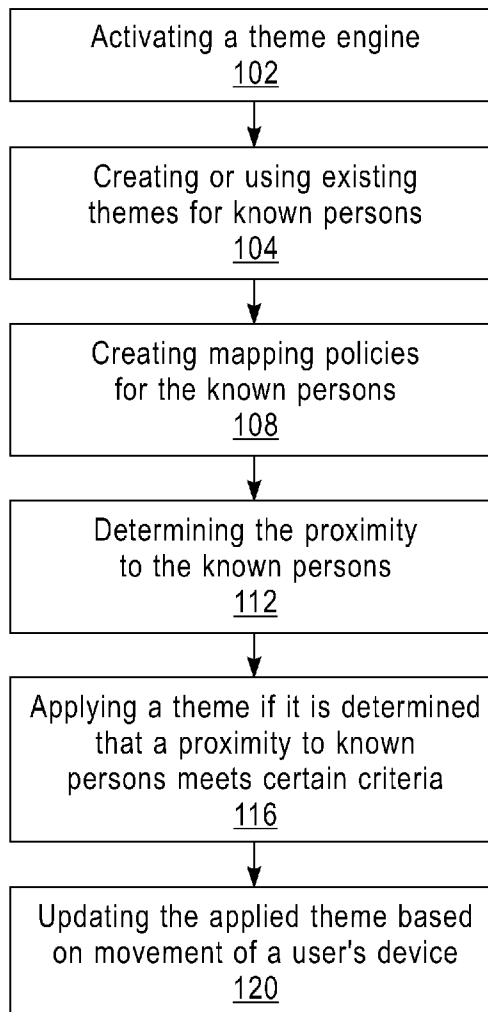 Activating a theme engine
102
Creating or using existing
themes for known persons
104
Creating mapping policies
for the known persons
108
Determining the proximity
to the known persons
112
Applying a theme if it is determined
that a proximity to known
persons meets certain criteria
116
Updating the applied theme based
on movement of a user's device
120